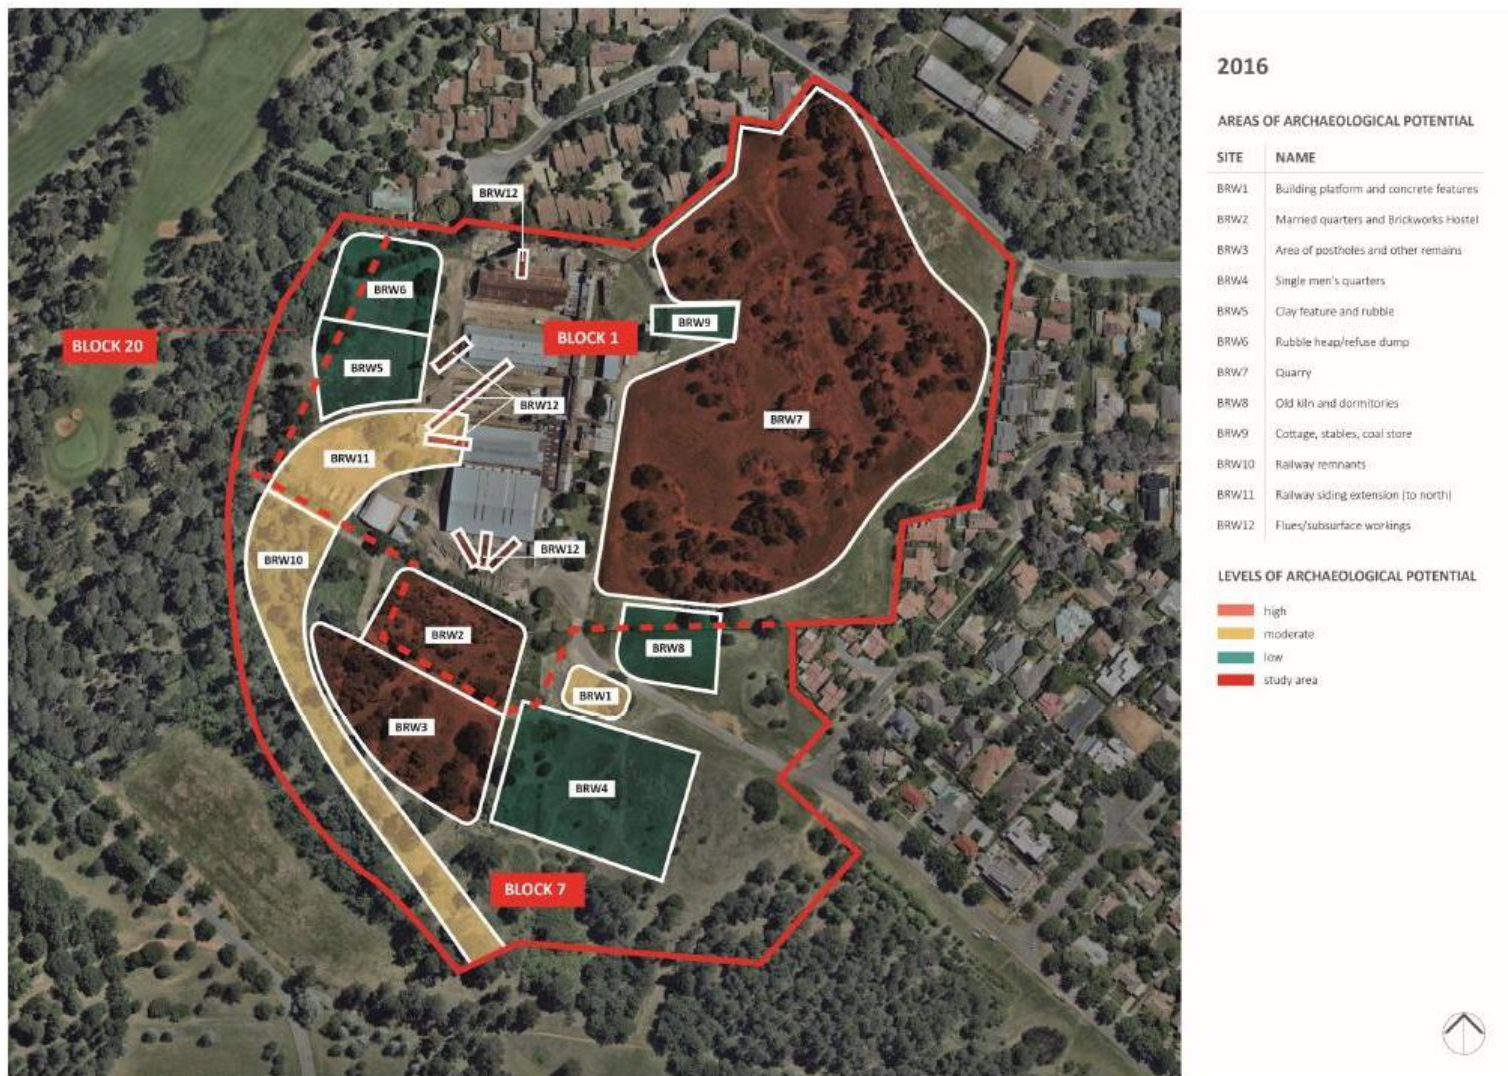 2016
AREAS OF ARCHAEOLOGICAL POTENTIAL
SITE NAME
BRW1 Building platform and concrete features
BRW2 Married quarters and Brickworks Hostel
BRW3 Area of postholes and other remains
BRW4 Single men's quarters
BRW5 Clay feature and rubble
BRW6 Rubble heap/refuse dump
BRW7 Quarry
BRW8 Old kiln and dormitories
BRW9 Cottage, stables, coal store
BRW10 Railway remnants
BRW11 Railway siding extension (to north)
BRW12 Flues/subsurface workings
LEVELS OF ARCHAEOLOGICAL POTENTIAL
high
moderate
low
study area
BRW12
BRW6
BRW9
BLOCK 20
BLOCK 1
BRW5
BRW12
BRW7
BRW11
BRW12
BRW10
BRW2
BRW8
BRW1
BRW3
BRW4
BLOCK 7